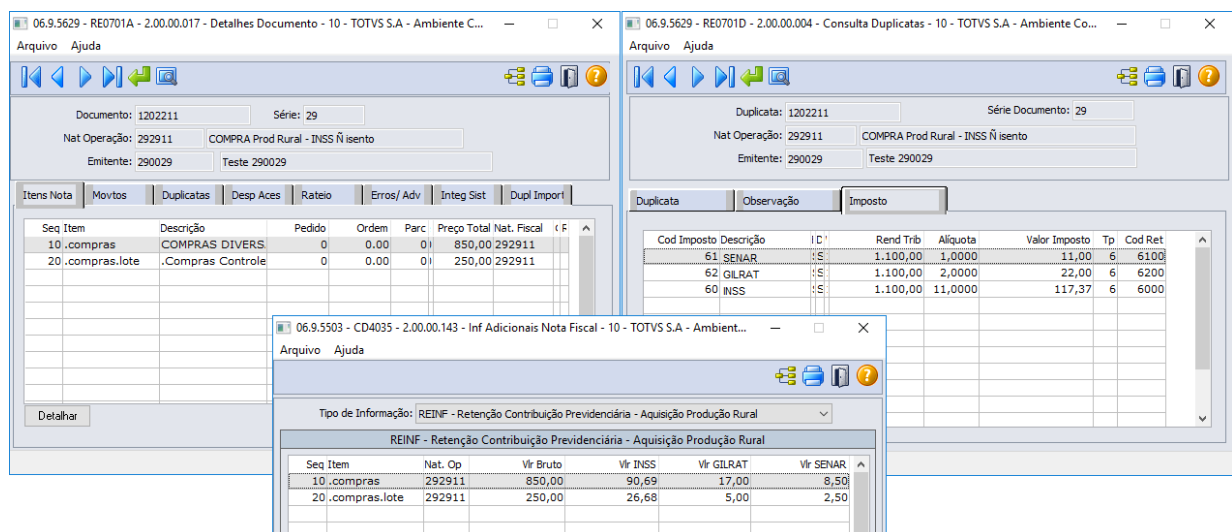 06.9.5629 - RE0701A - 2.00.00.017 - Detalhes Documento - 10 - TOTVS S.A - Ambiente C...
Arquivo Ajuda
Documento: 1202211 Série: 29
Nat Operação: 292911 COMPRA Prod Rural - INSS Ñ isento
Emitente: 290029 Teste 290029
Itens Nota Movtos Duplicatas Desp Aces Rateio Erros/ Adv Integ Sist Dupl Import
Seq Item Descrição Pedido Ordem Parc Preço Total Nat. Fiscal
10 .compras COMPRAS DIVERS. 0 0.00 0 850,00 292911
20 .compras.lote .Compras Controle 0 0.00 0 250,00 292911
Detalhar
06.9.5629 - RE0701D - 2.00.00.004 - Consulta Duplicatas - 10 - TOTVS S.A - Ambiente Co...
Arquivo Ajuda
Duplicata: 1202211 Série Documento: 29
Nat Operação: 292911 COMPRA Prod Rural - INSS Ñ isento
Emitente: 290029 Teste 290029
Duplicata Observação Imposto
Cod Imposto Descrição Rend Trib Alíquota Valor Imposto Tp Cod Ret
61 SENAR S 1.100,00 1,0000 11,00 6 6100
62 GILRAT S 1.100,00 2,0000 22,00 6 6200
60 INSS S 1.100,00 11,0000 117,37 6 6000
06.9.5503 - CD4035 - 2.00.00.143 - Inf Adicionais Nota Fiscal - 10 - TOTVS S.A - Ambient...
Arquivo Ajuda
Tipo de Informação: REINF - Retenção Contribuição Previdenciária - Aquisição Produção Rural
REINF - Retenção Contribuição Previdenciária - Aquisição Produção Rural
Seq Item Nat. Op Vlr Bruto Vlr INSS Vlr GILRAT Vlr SENAR
10 .compras 292911 850,00 90,69 17,00 8,50
20 .compras.lote 292911 250,00 26,68 5,00 2,50